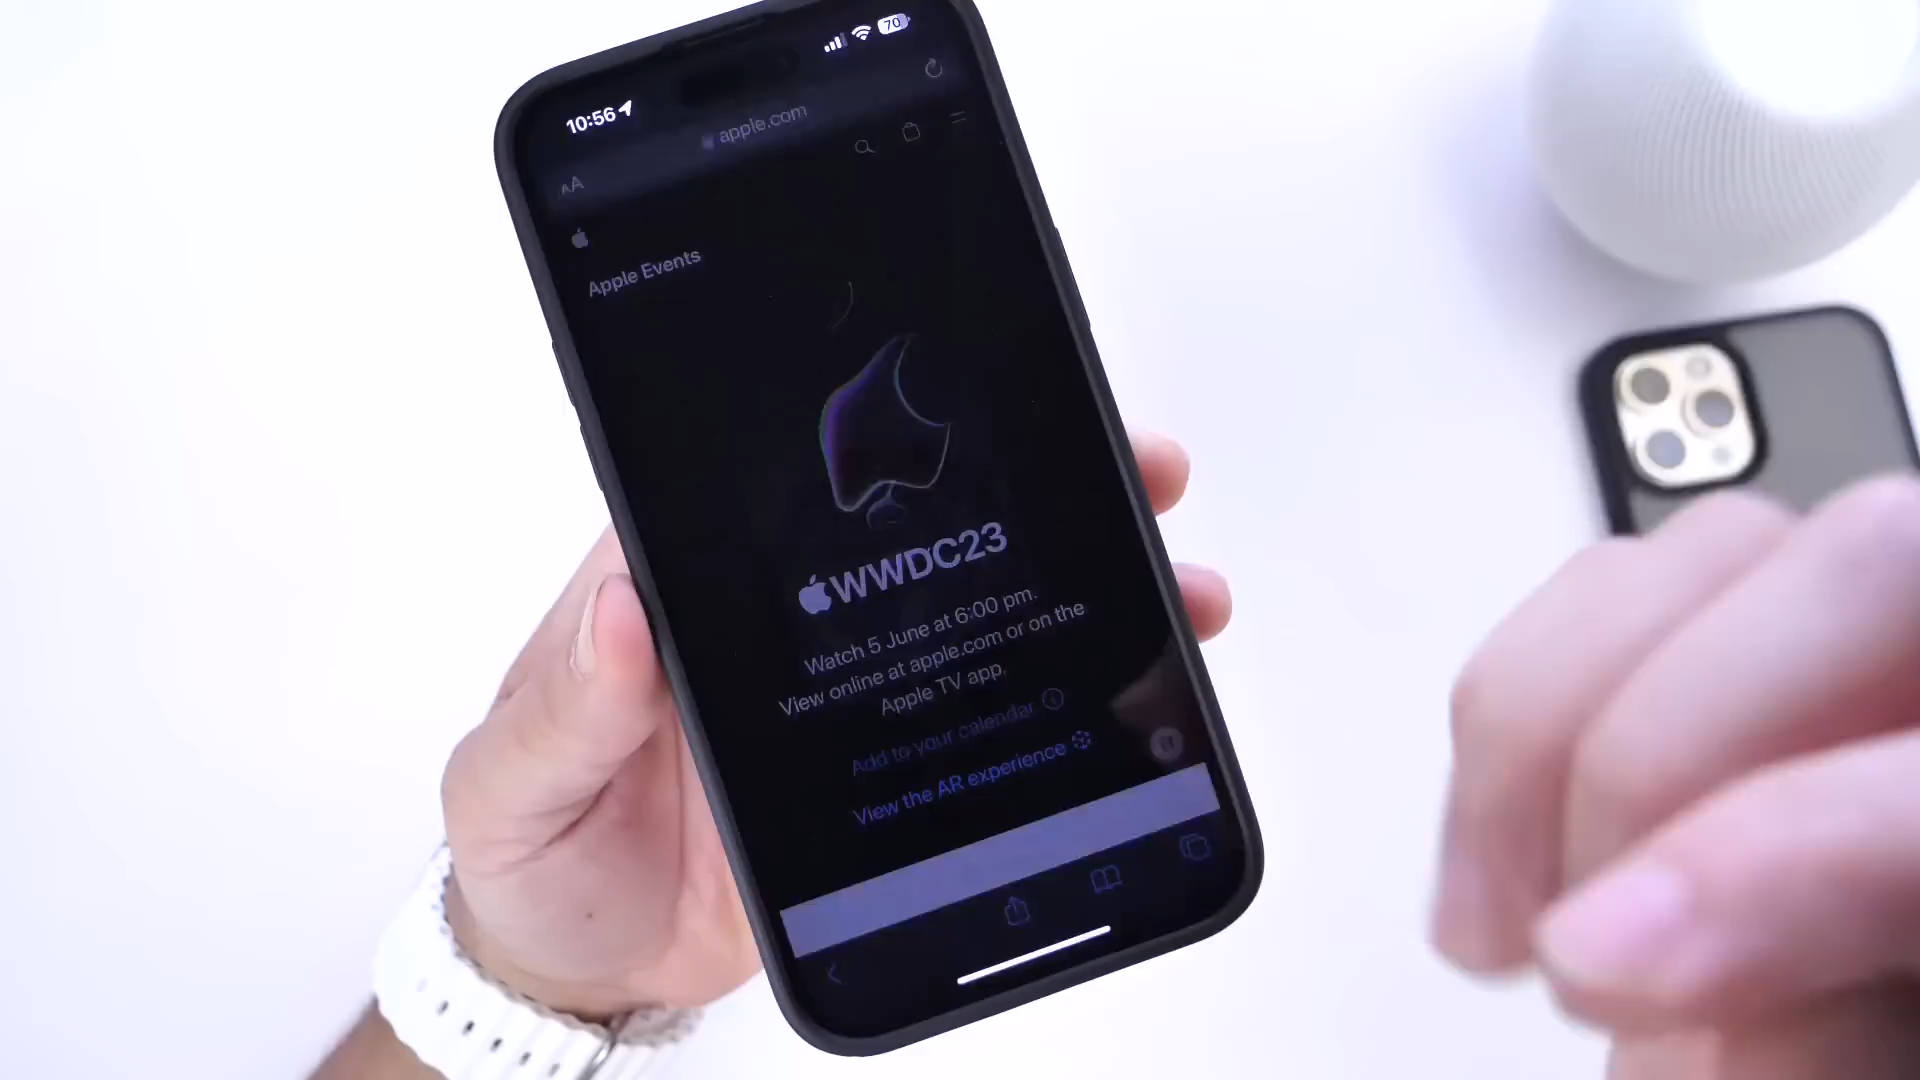 10:56
70
apple.com
AA
Apple Events
WWDC23
Watch 5 June at 6:00 pm.
View online at apple.com or on the
Apple TV app.
Add to your calendar
View the AR experience